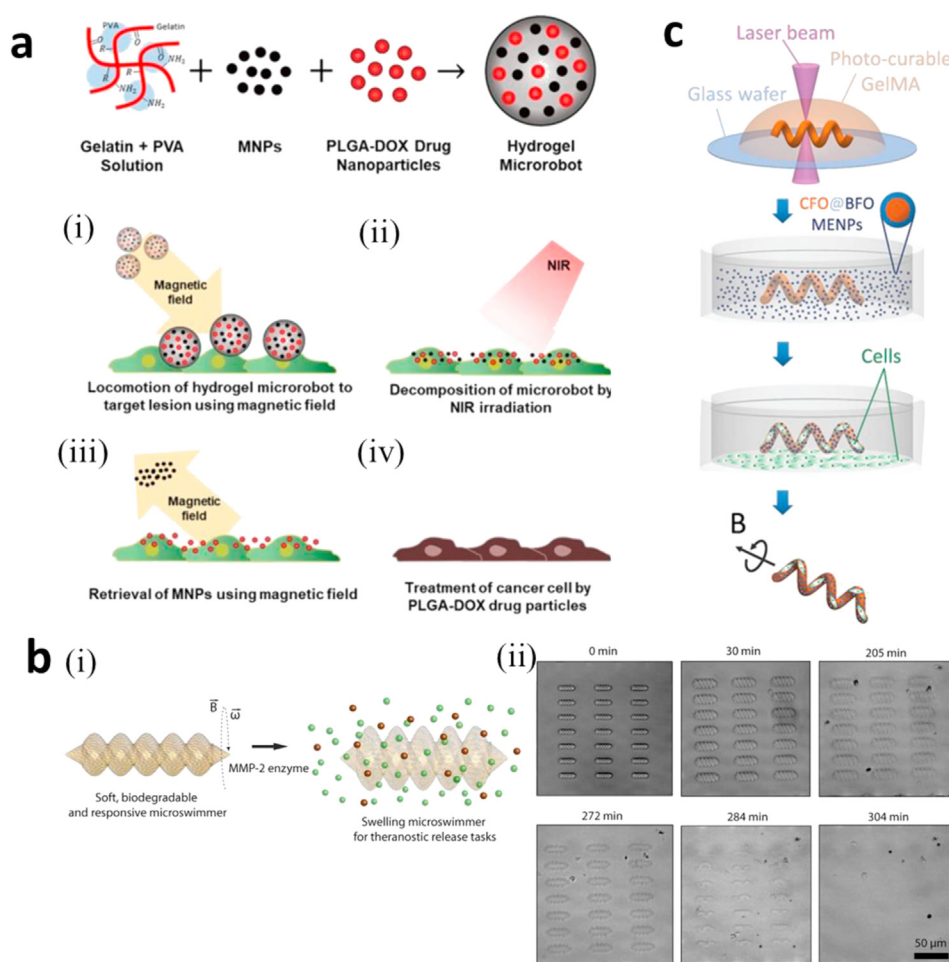 a
PVA
Gelatin
O
O
R
NH₂
R
NH₂
NH₂
+
+
→
Gelatin + PVA
Solution
MNPs
PLGA-DOX Drug
Nanoparticles
Hydrogel
Microrobot
(i)
Magnetic
field
Locomotion of hydrogel microrobot to
target lesion using magnetic field
(ii)
NIR
Decomposition of microrobot by
NIR irradiation
(iii)
Magnetic
field
Retrieval of MNPs using magnetic field
(iv)
Treatment of cancer cell by
PLGA-DOX drug particles
b
(i)
B
ω
MMP-2 enzyme
Soft, biodegradable
and responsive microswimmer
Swelling microswimmer
for theranostic release tasks
(ii)
0 min
30 min
205 min
272 min
284 min
304 min
50 µm
c
Laser beam
Photo-curable
GelMA
Glass wafer
CFO@BFO
MENPs
Cells
B